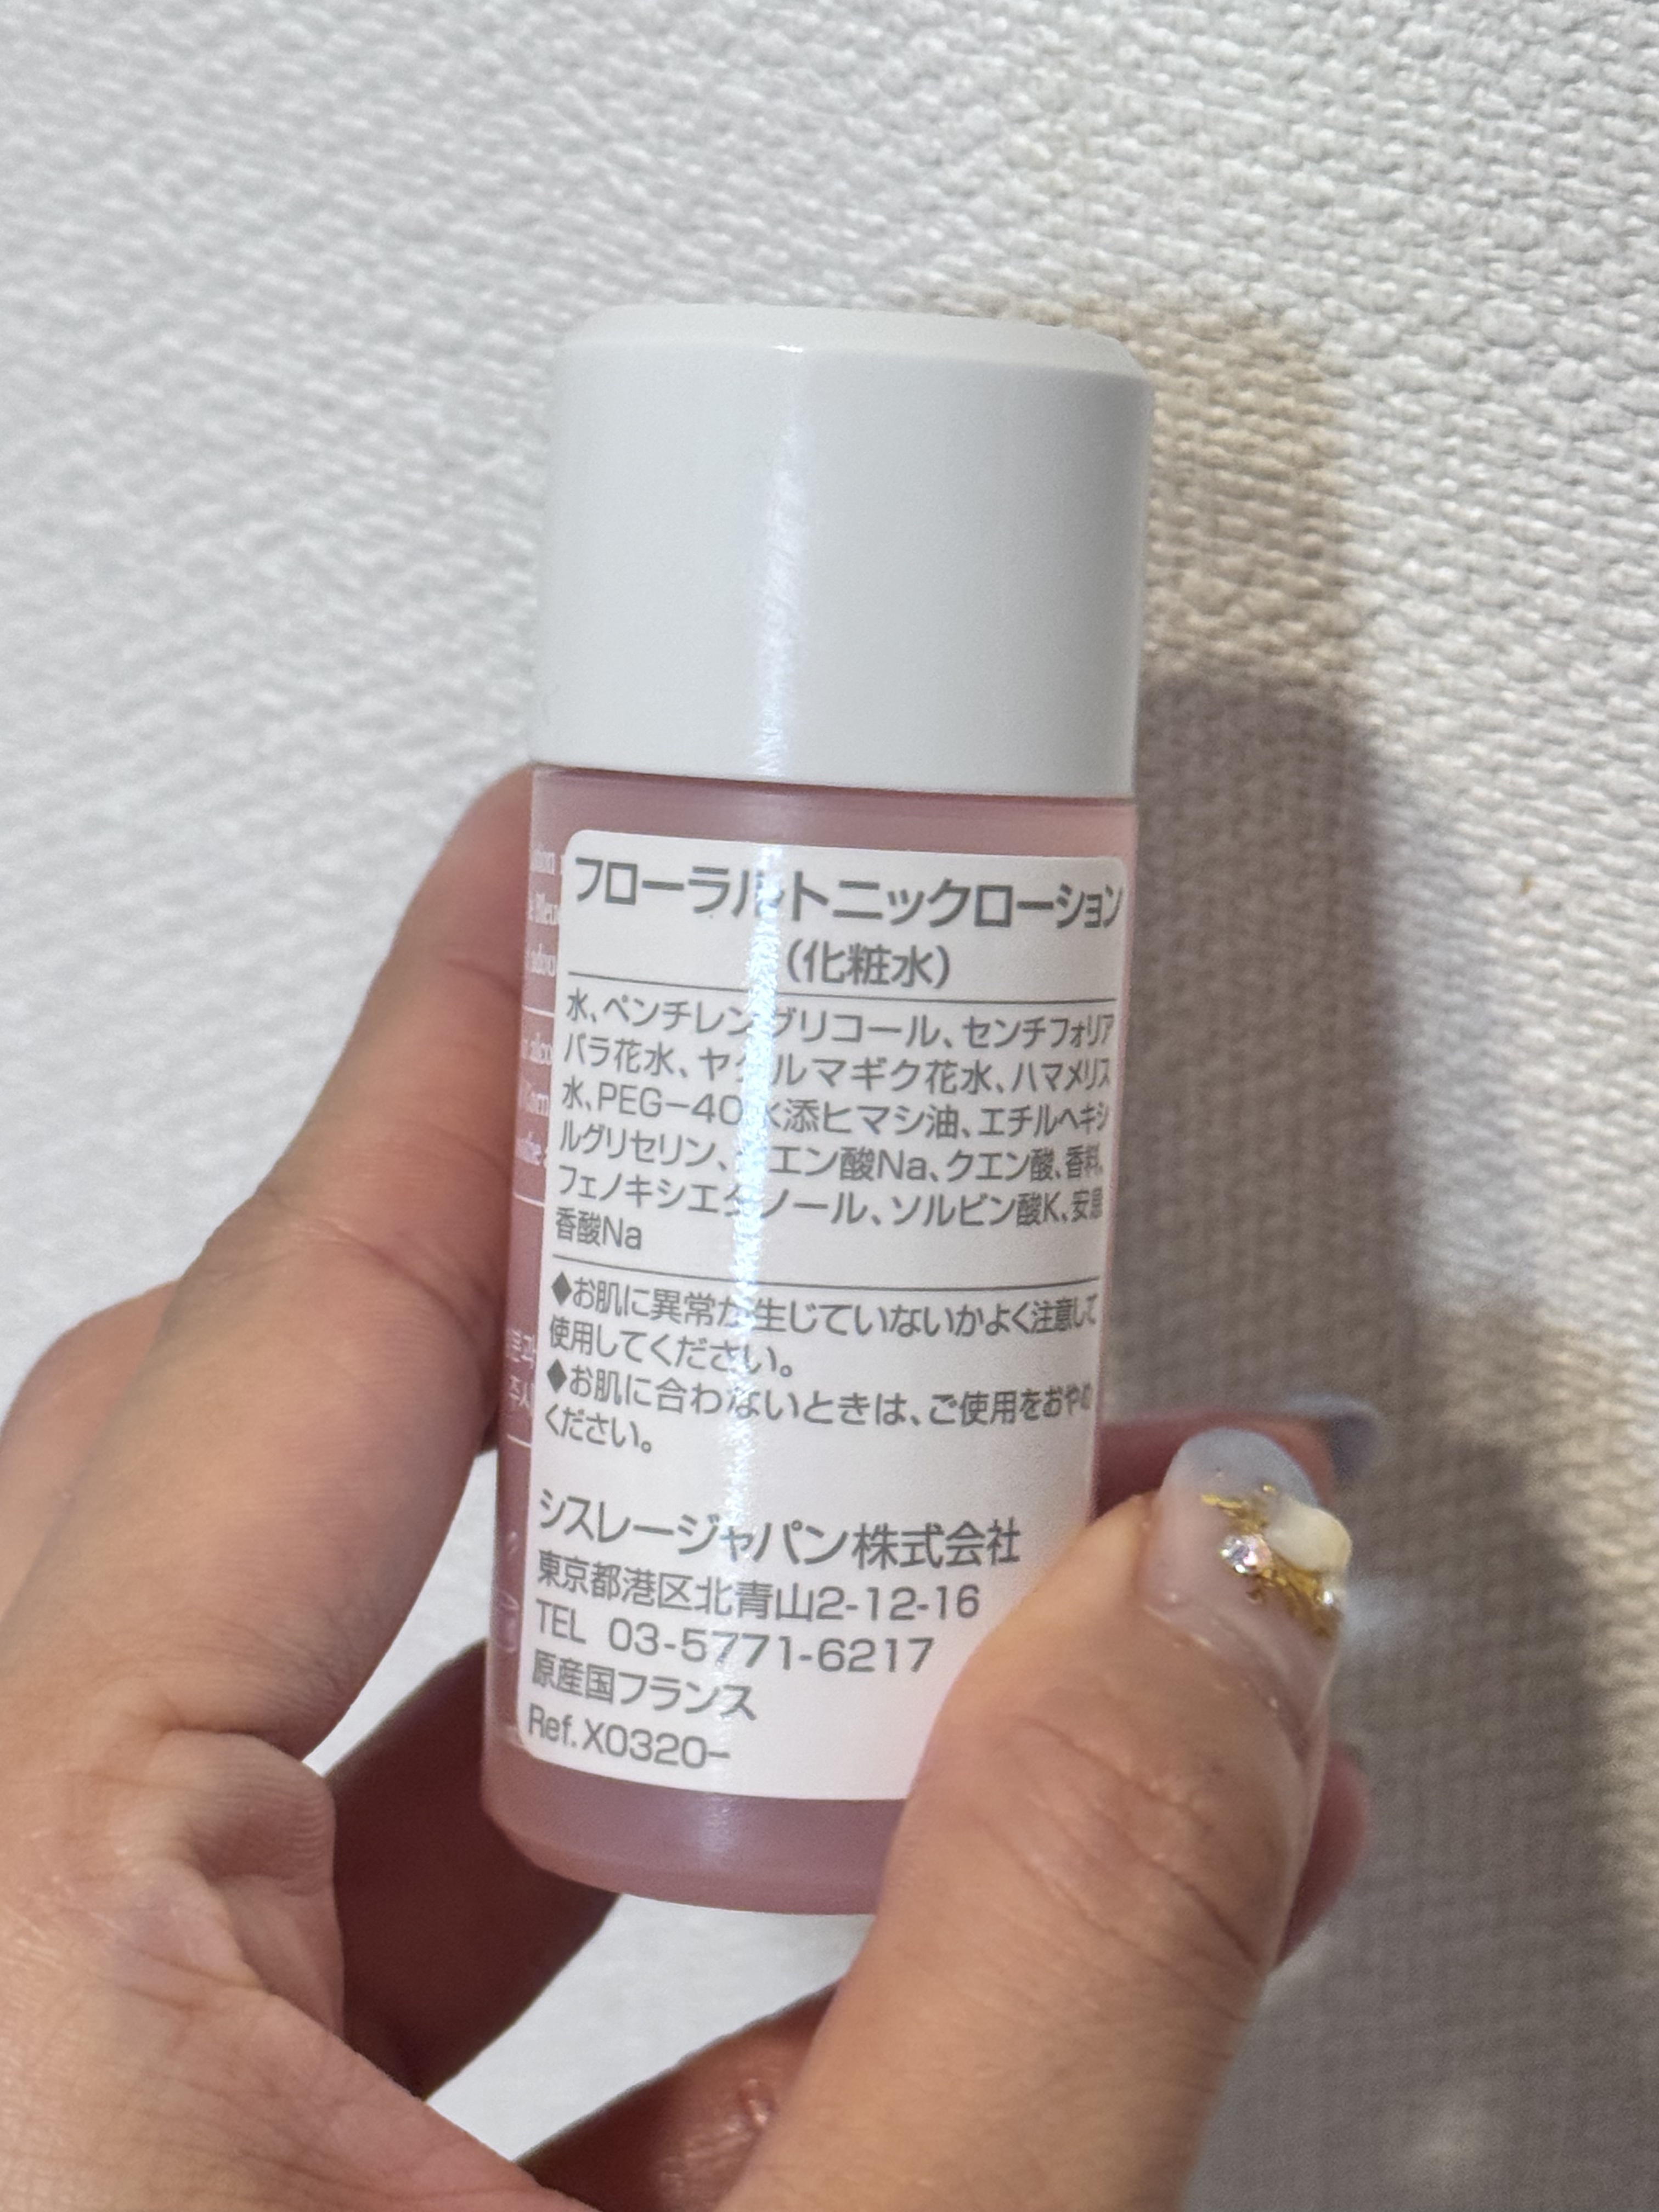 フローラル トニックローション
(化粧水)
水、ペンチレングリコール、センチフォリア
バラ花水、ヤグルマギク花水、ハマメリス
水、PEG-40水添ヒマシ油、エチルヘキシ
ルグリセリン、クエン酸Na、クエン酸、香料、
フェノキシエタノール、ソルビン酸K、安息
香酸Na
◆お肌に異常が生じていないかよく注意して
使用してください。
◆お肌に合わないときは、ご使用をおやめ
ください。
シスレージャパン株式会社
東京都港区北青山2-12-16
TEL 03-5771-6217
原産国フランス
Ref.X0320-